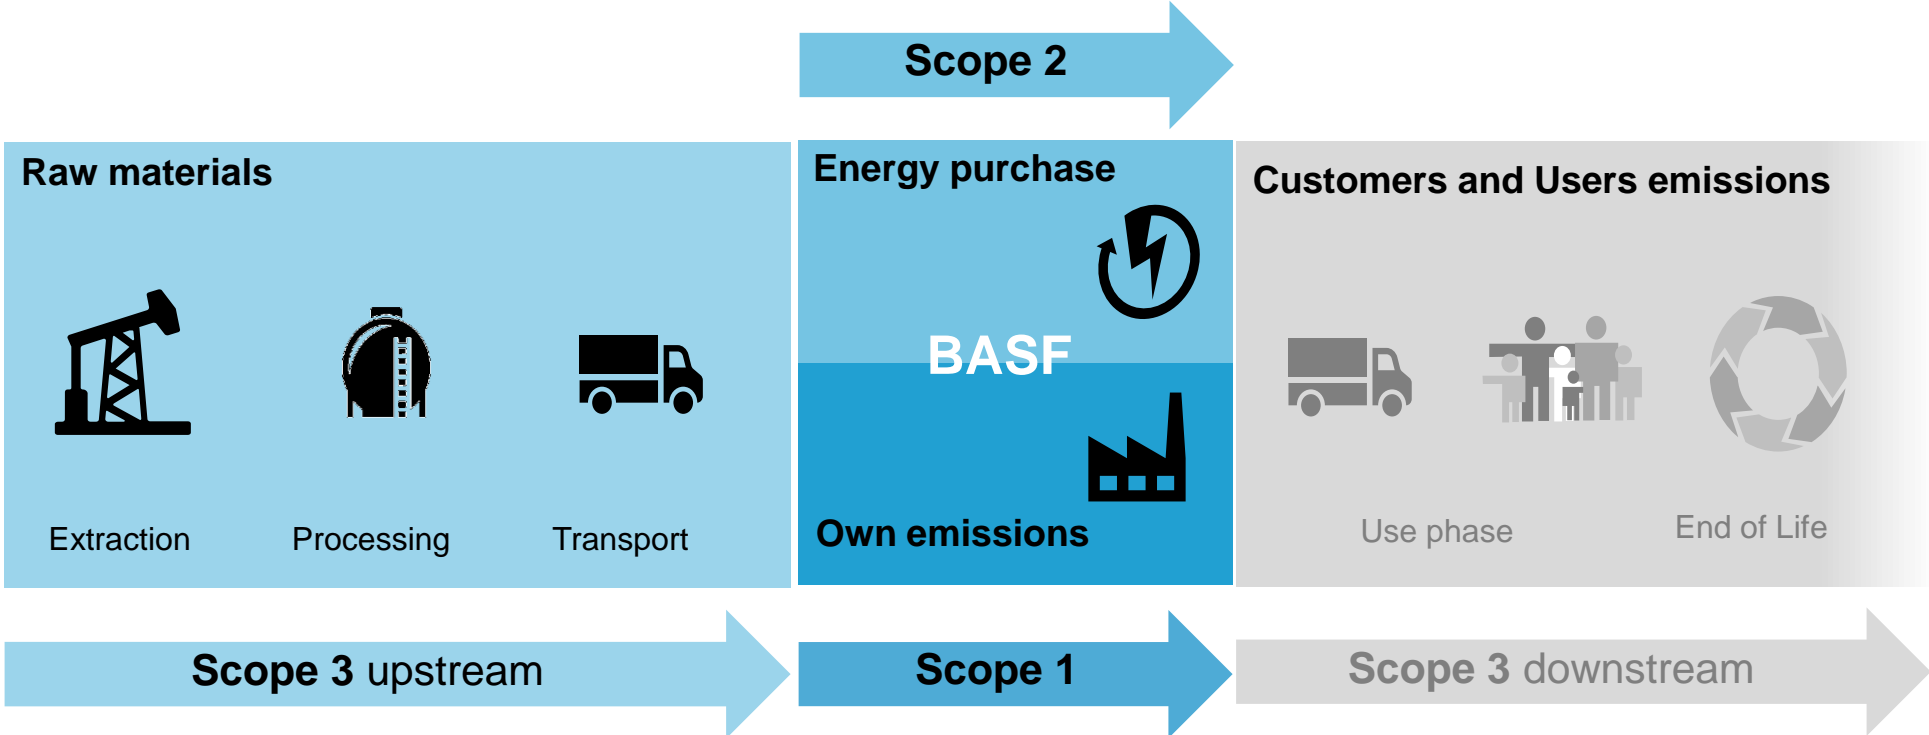 Scope 2
Raw materials
Energy purchase
Customers and Users emissions
BASF
Extraction
Processing
Transport
Own emissions
Use phase
End of Life
Scope 3 upstream
Scope 1
Scope 3 downstream